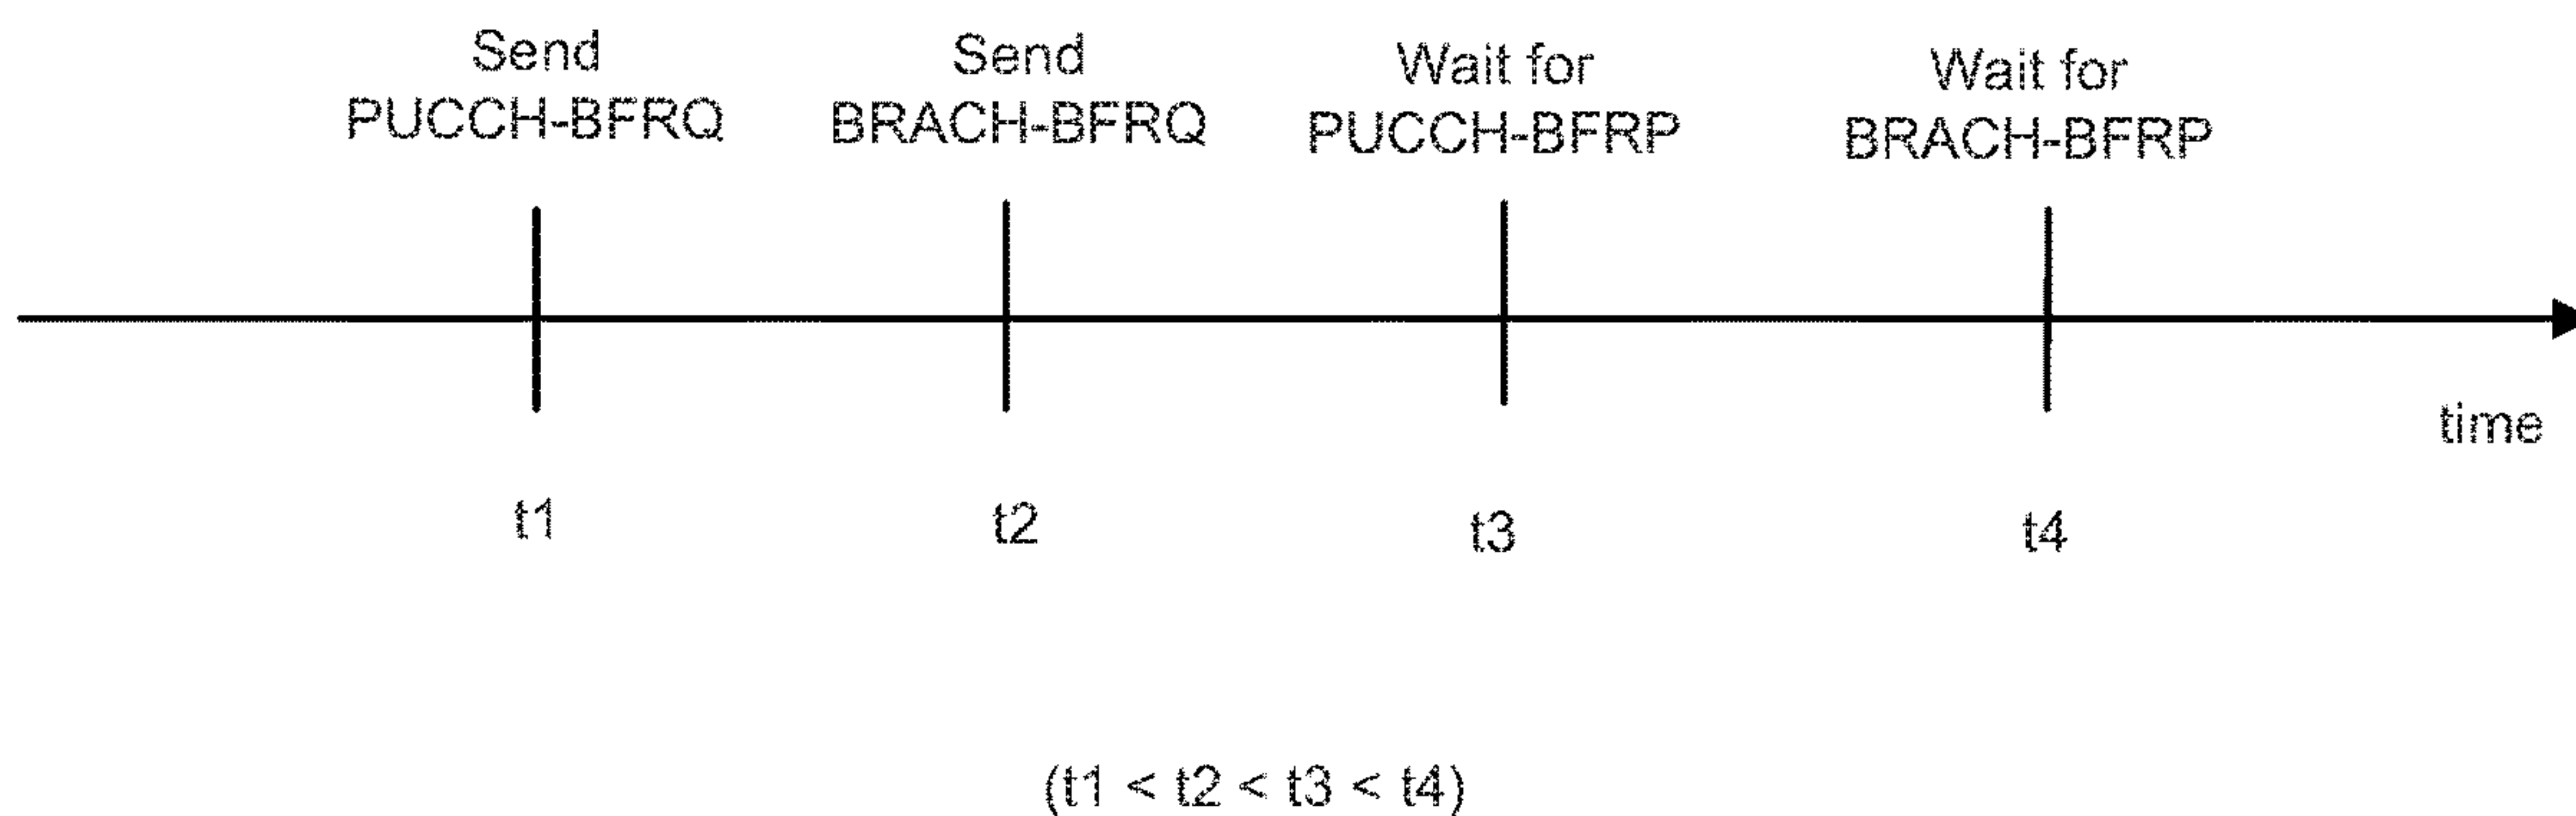 Send
PUCCH-BFRQ
Send
BRACH-BFRQ
Wait for
PUCCH-BFRP
Wait for
BRACH-BFRP
time
t1
t2
t3
t4
(t1 < t2 < t3 < t4)